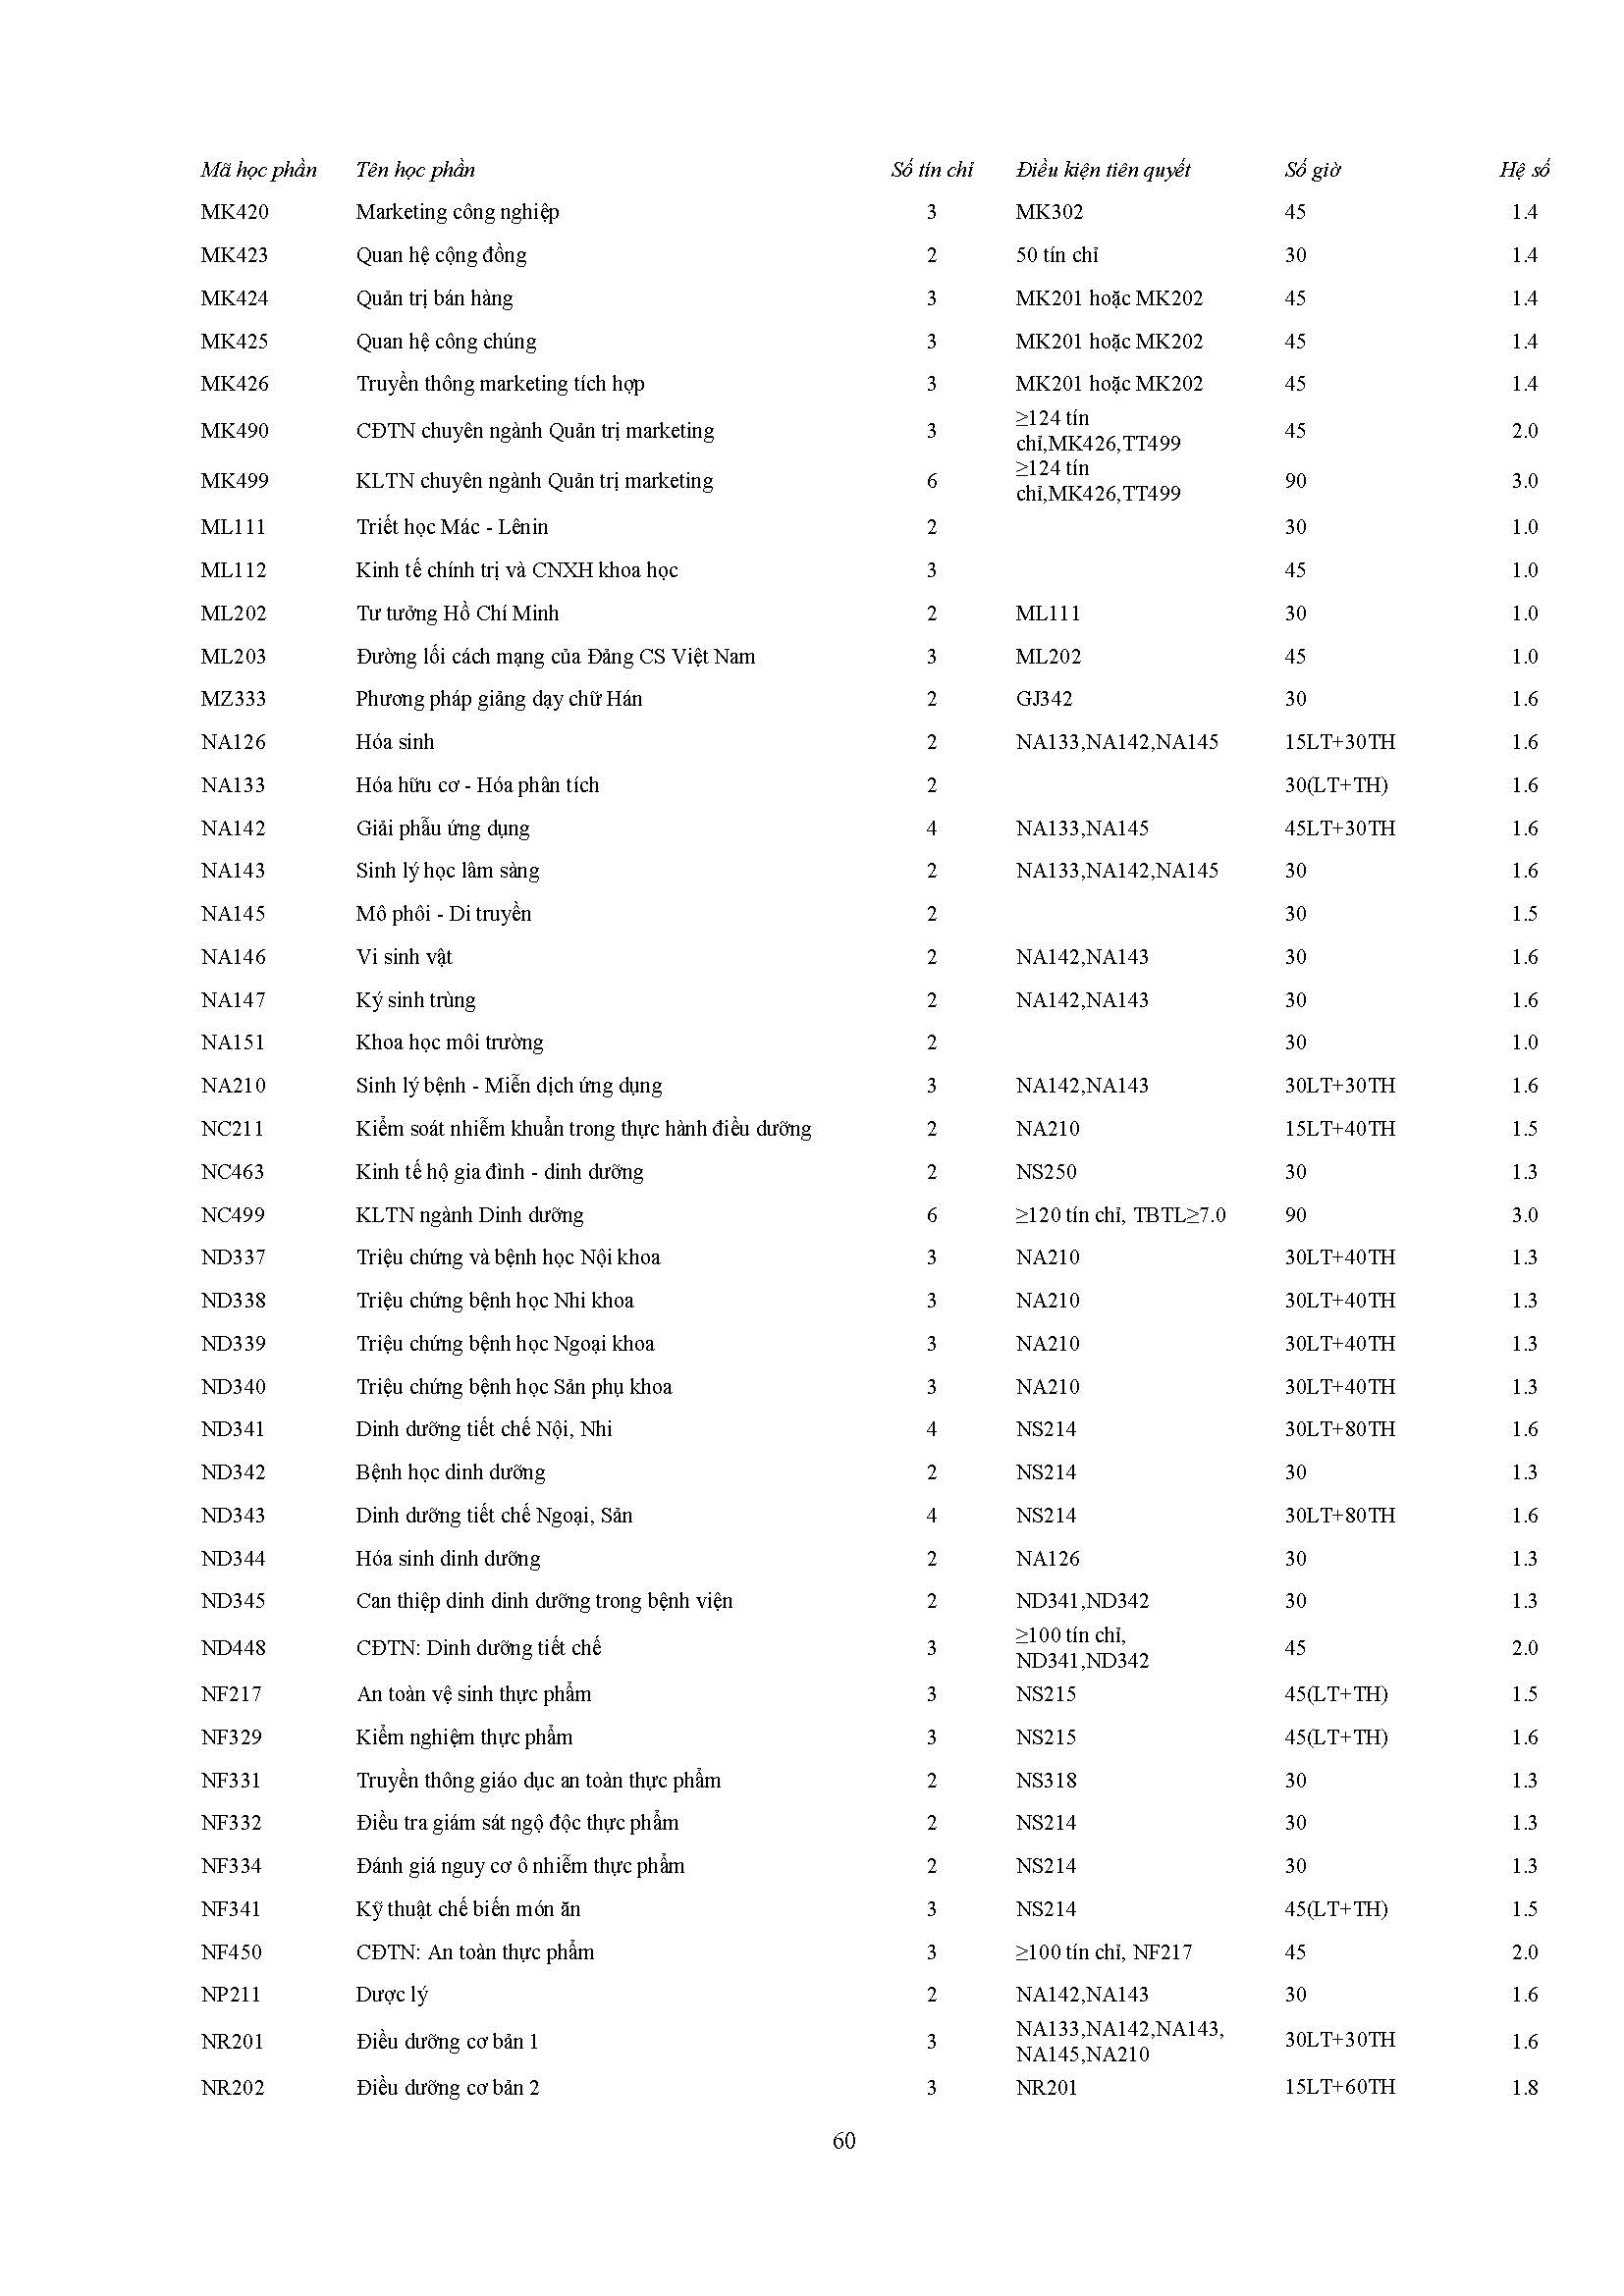 Mã học phần Tên học phần Số tín chỉ Điều kiện tiên quyết Số giờ Hệ số
MK420 Marketing công nghiệp 3 MK302 45 1.4
MK423 Quan hệ cộng đồng 2 50 tín chỉ 30 1.4
MK424 Quản trị bán hàng 3 MK201 hoặc MK202 45 1.4
MK425 Quan hệ công chúng 3 MK201 hoặc MK202 45 1.4
MK426 Truyền thông marketing tích hợp 3 MK201 hoặc MK202 45 1.4
MK490 CĐTN chuyên ngành Quản trị marketing 3 ≥124 tín
chỉ,MK426,TT499 45 2.0
MK499 KLTN chuyên ngành Quản trị marketing 6 ≥124 tín
chỉ,MK426,TT499 90 3.0
ML111 Triết học Mác - Lênin 2 30 1.0
ML112 Kinh tế chính trị và CNXH khoa học 3 45 1.0
ML202 Tư tưởng Hồ Chí Minh 2 ML111 30 1.0
ML203 Đường lối cách mạng của Đảng CS Việt Nam 3 ML202 45 1.0
MZ333 Phương pháp giảng dạy chữ Hán 2 GJ342 30 1.6
NA126 Hóa sinh 2 NA133,NA142,NA145 15LT+30TH 1.6
NA133 Hóa hữu cơ - Hóa phân tích 2 30(LT+TH) 1.6
NA142 Giải phẫu ứng dụng 4 NA133,NA145 45LT+30TH 1.6
NA143 Sinh lý học lâm sàng 2 NA133,NA142,NA145 30 1.6
NA145 Mô phôi - Di truyền 2 30 1.5
NA146 Vi sinh vật 2 NA142,NA143 30 1.6
NA147 Ký sinh trùng 2 NA142,NA143 30 1.6
NA151 Khoa học môi trường 2 30 1.0
NA210 Sinh lý bệnh - Miễn dịch ứng dụng 3 NA142,NA143 30LT+30TH 1.6
NC211 Kiểm soát nhiễm khuẩn trong thực hành điều dưỡng 2 NA210 15LT+40TH 1.5
NC463 Kinh tế hộ gia đình - dinh dưỡng 2 NS250 30 1.3
NC499 KLTN ngành Dinh dưỡng 6 ≥120 tín chỉ, TBTL≥7.0 90 3.0
ND337 Triệu chứng và bệnh học Nội khoa 3 NA210 30LT+40TH 1.3
ND338 Triệu chứng bệnh học Nhi khoa 3 NA210 30LT+40TH 1.3
ND339 Triệu chứng bệnh học Ngoại khoa 3 NA210 30LT+40TH 1.3
ND340 Triệu chứng bệnh học Sản phụ khoa 3 NA210 30LT+40TH 1.3
ND341 Dinh dưỡng tiết chế Nội, Nhi 4 NS214 30LT+80TH 1.6
ND342 Bệnh học dinh dưỡng 2 NS214 30 1.3
ND343 Dinh dưỡng tiết chế Ngoại, Sản 4 NS214 30LT+80TH 1.6
ND344 Hóa sinh dinh dưỡng 2 NA126 30 1.3
ND345 Can thiệp dinh dinh dưỡng trong bệnh viện 2 ND341,ND342 30 1.3
ND448 CĐTN: Dinh dưỡng tiết chế 3 ≥100 tín chỉ,
ND341,ND342 45 2.0
NF217 An toàn vệ sinh thực phẩm 3 NS215 45(LT+TH) 1.5
NF329 Kiểm nghiệm thực phẩm 3 NS215 45(LT+TH) 1.6
NF331 Truyền thông giáo dục an toàn thực phẩm 2 NS318 30 1.3
NF332 Điều tra giám sát ngộ độc thực phẩm 2 NS214 30 1.3
NF334 Đánh giá nguy cơ ô nhiễm thực phẩm 2 NS214 30 1.3
NF341 Kỹ thuật chế biến món ăn 3 NS214 45(LT+TH) 1.5
NF450 CĐTN: An toàn thực phẩm 3 ≥100 tín chỉ, NF217 45 2.0
NP211 Dược lý 2 NA142,NA143 30 1.6
NR201 Điều dưỡng cơ bản 1 3 NA133,NA142,NA143,
NA145,NA210 30LT+30TH 1.6
NR202 Điều dưỡng cơ bản 2 3 NR201 15LT+60TH 1.8
60